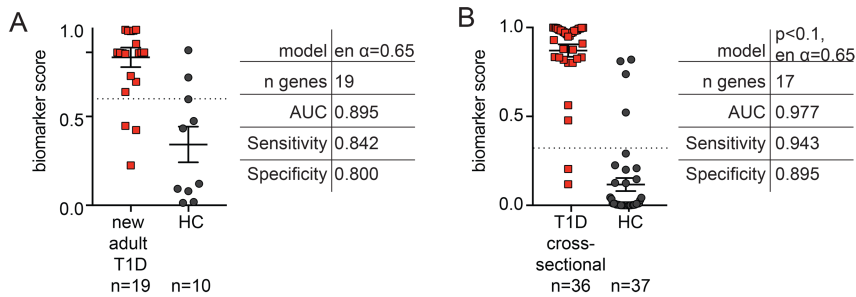 A
biomarker score
1.0
0.5
0.0
new
adult
T1D
n=19
HC
n=10
model en α=0.65
n genes 19
AUC 0.895
Sensitivity 0.842
Specificity 0.800
B
biomarker score
1.0
0.5
0.0
T1D
cross-
sectional
n=36
HC
n=37
model p<0.1,
en α=0.65
n genes 17
AUC 0.977
Sensitivity 0.943
Specificity 0.895